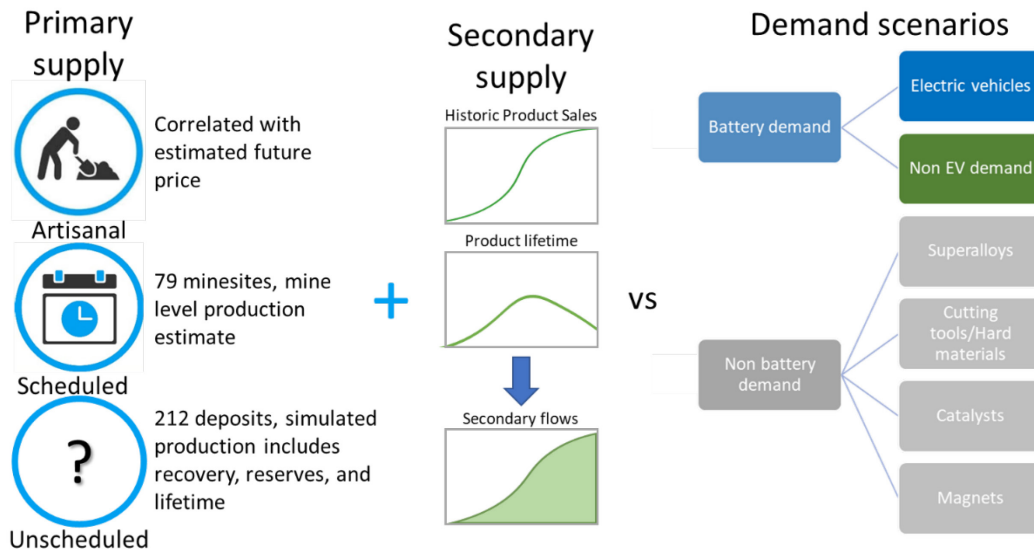 Primary
supply
Correlated with
estimated future
price
Artisanal
79 minesites, mine
level production
estimate
Scheduled
212 deposits, simulated
production includes
recovery, reserves, and
lifetime
?
Unscheduled
+
Secondary
supply
Historic Product Sales
Product lifetime
Secondary flows
vs
Demand scenarios
Battery demand
Electric vehicles
Non EV demand
Non battery
demand
Superalloys
Cutting
tools/Hard
materials
Catalysts
Magnets